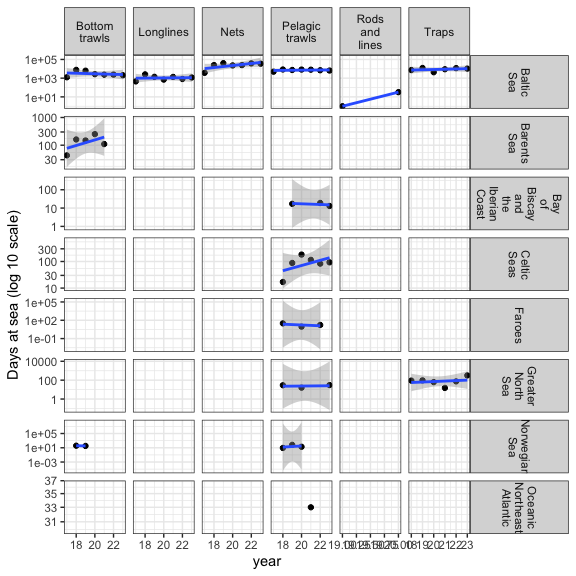 Bottom
trawls
Longlines
Nets
Pelagic
trawls
Rods
and
lines
Traps
Days at sea (log 10 scale)
1e+05
1e+03
1e+01
Baltic
Sea
1000
300
100
30
Barents
Sea
100
10
1
Bay
of
Biscay
and
the
Iberian
Coast
300
100
30
10
Celtic
Seas
1e+05
1e+02
1e-01
Faroes
10000
100
1
Greater
North
Sea
1e+05
1e+01
1e-03
Norwegian
Sea
37
35
33
31
Oceanic
Northeast
Atlantic
18 20 22
18 20 22
18 20 22
18 20 22
18 19 20 21 22 23
year